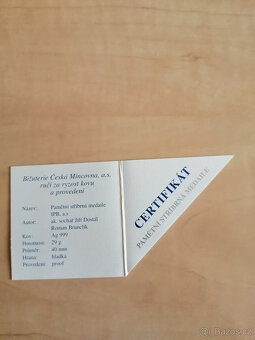 Bižuterie Česká Mincovna, a.s.
ručí za ryzost kovu
a provedení
Název: Pamětní stříbrná medaile
IPB, a.s
Autor: ak. sochař Jiří Dostál
Roman Brunclík
Kov: Ag 999
Hmotnost: 29 g
Průměr: 40 mm
Hrana: hladká
Provedení: proof
CERTIFIKÁT
PAMĚTNÍ STŘÍBRNÁ MEDAILE